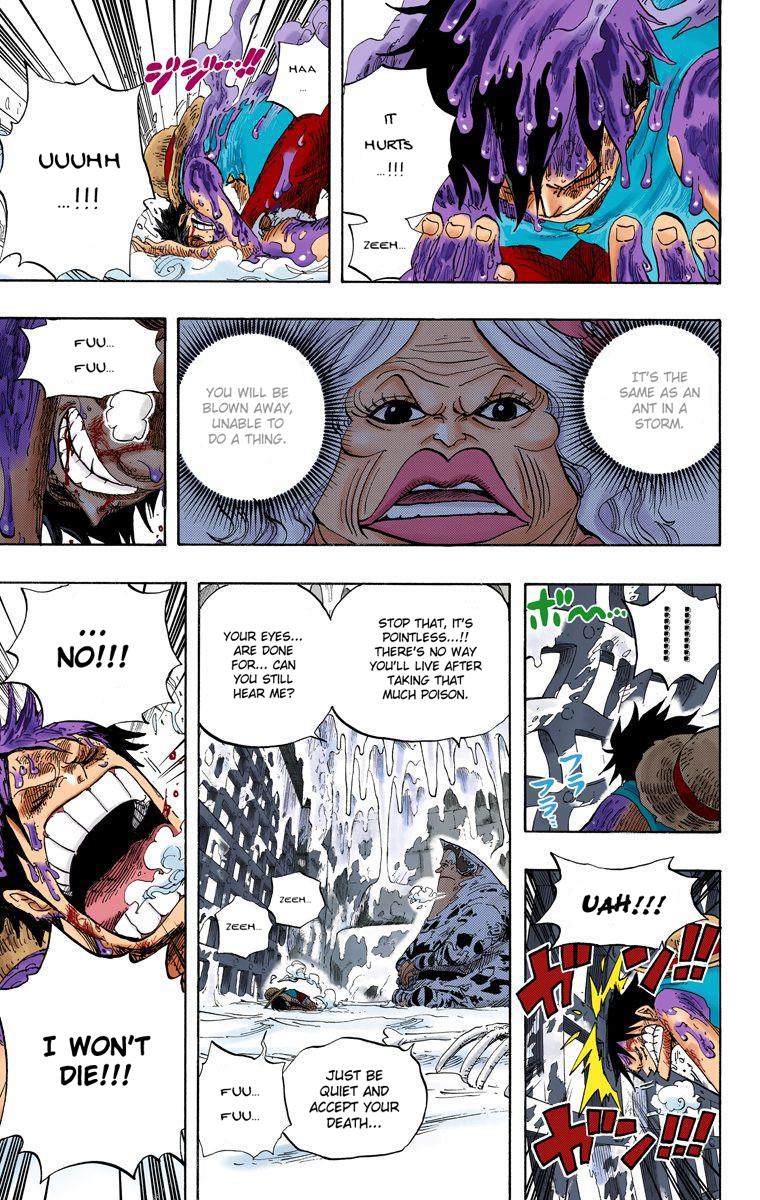 IT
HURTS
...!!!
ZEEH...
HAA
...
ジジ...!!
UUUHH
...!!!
IT'S THE
SAME AS AN
ANT IN A
STORM.
YOU WILL BE
BLOWN AWAY,
UNABLE TO
DO A THING.
FUU...
FUU...
!!!
ボ〜...
フラ
フラ...
UAH!!!
ガン!!!
ガン!!!
STOP THAT, IT'S
POINTLESS...!!
THERE'S NO WAY
YOU'LL LIVE AFTER
TAKING THAT
MUCH POISON.
YOUR EYES...
ARE DONE
FOR... CAN
YOU STILL
HEAR ME?
ZEEH...
ZEEH...
JUST BE
QUIET AND
ACCEPT YOUR
DEATH...
FUU...
FUU...
...
NO!!!
I WON'T
DIE!!!